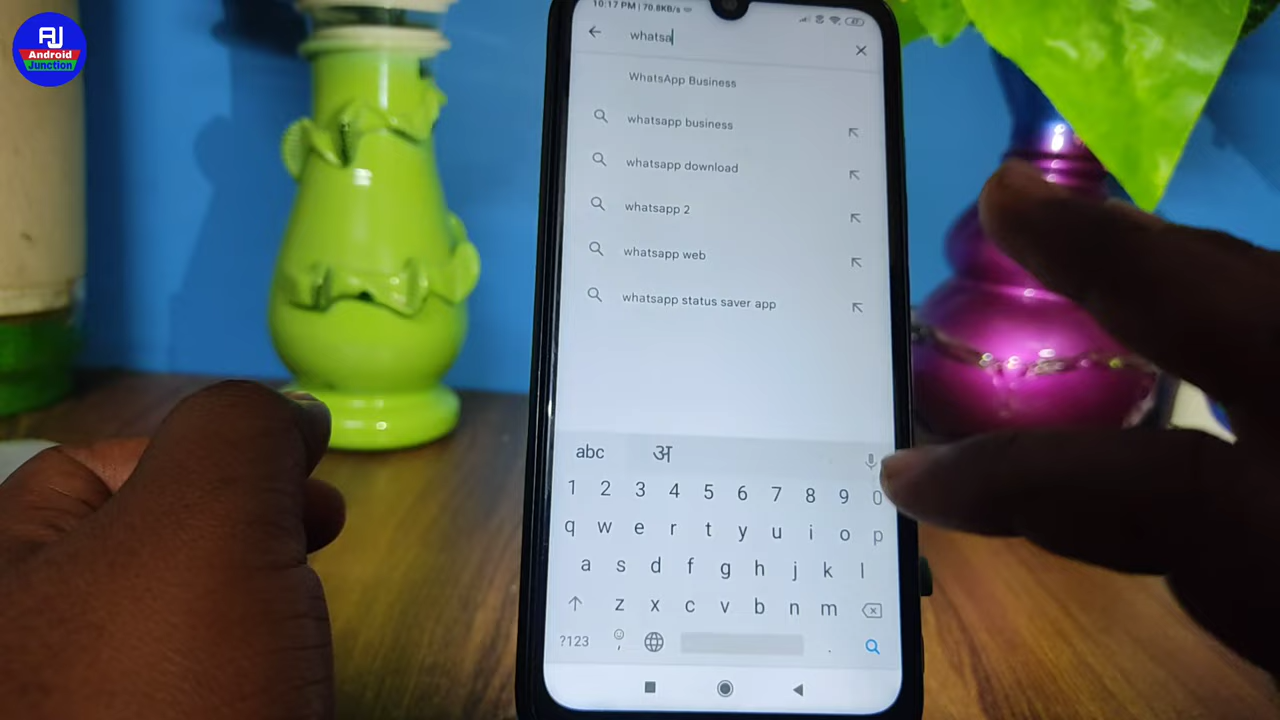 AJ
Android
Junction
10:17 PM | 70.8KB/s
whatsa
WhatsApp Business
whatsapp business
whatsapp download
whatsapp 2
whatsapp web
whatsapp status saver app
abc अ
1 2 3 4 5 6 7 8 9 0
q w e r t y u i o p
a s d f g h j k l
z x c v b n m
?123 , .